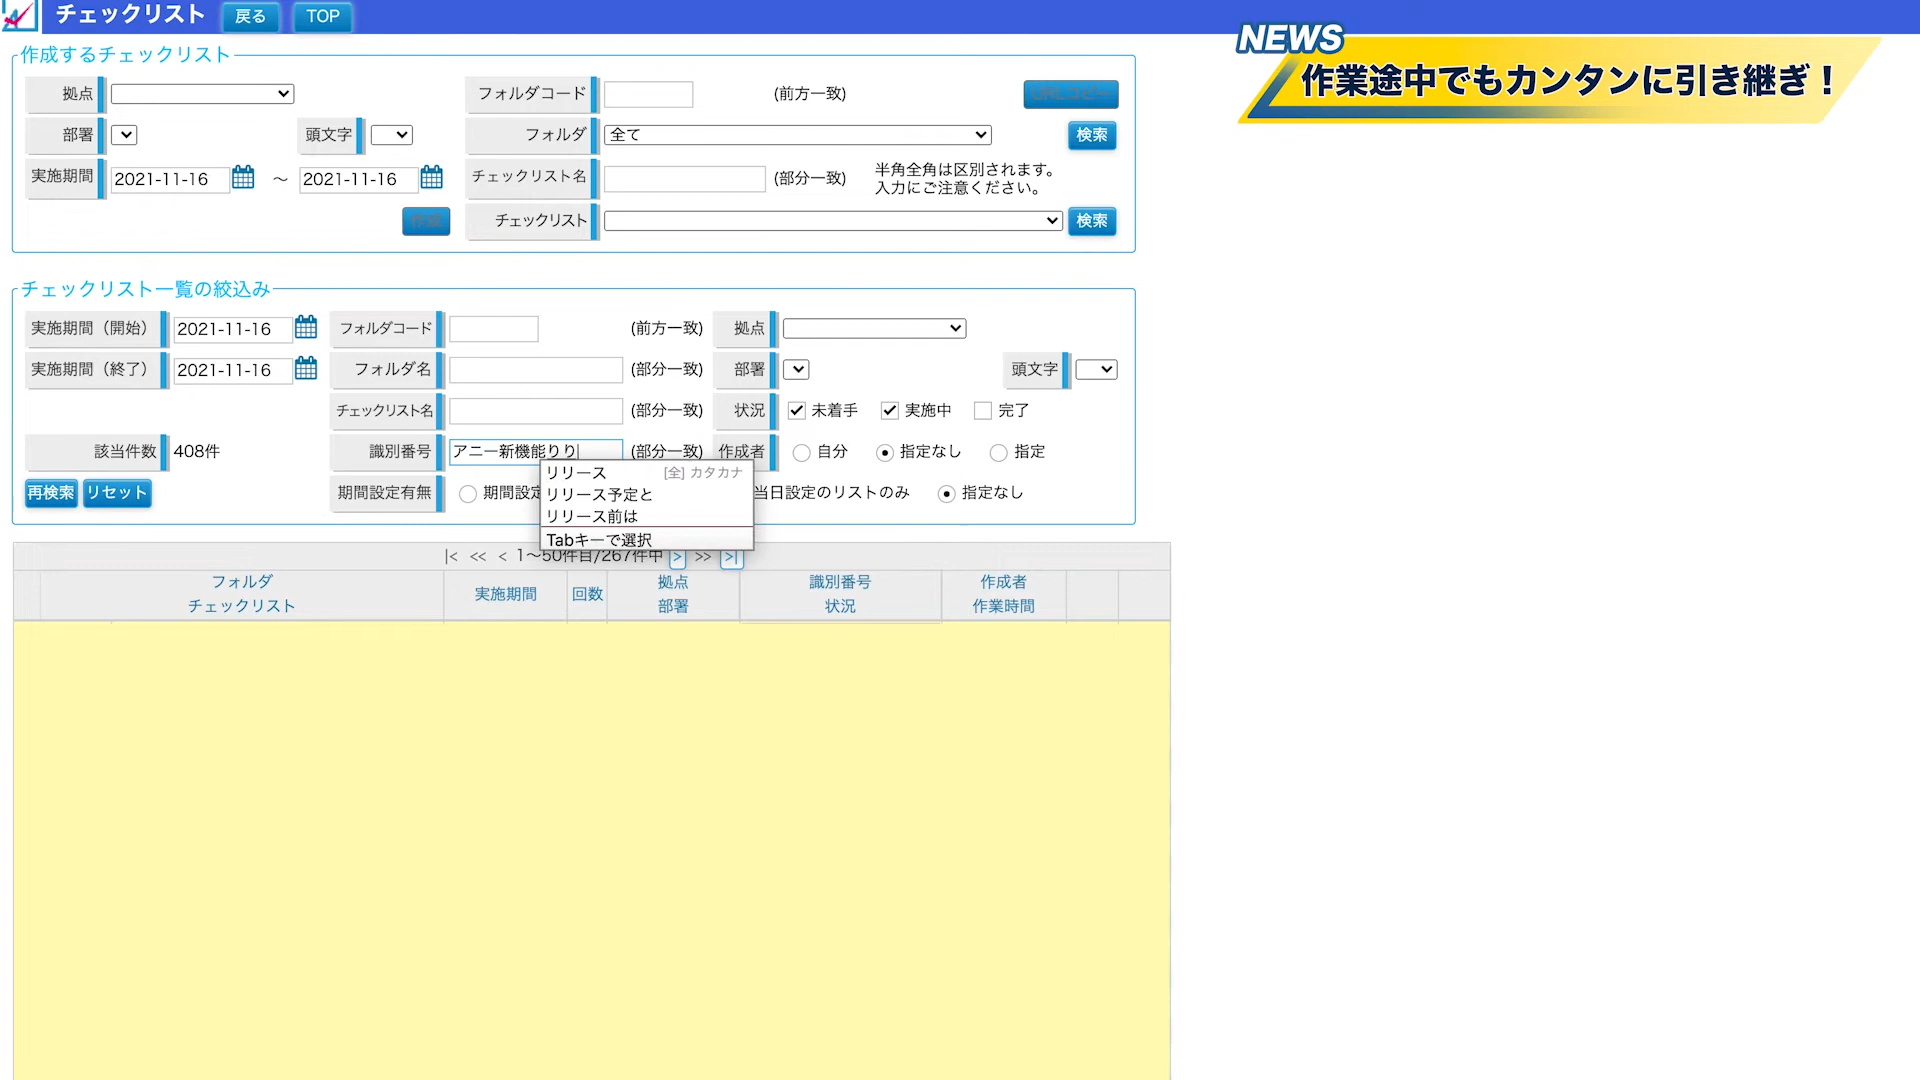 チェックリスト 戻る TOP
NEWS
作業途中でもカンタンに引き継ぎ！
作成するチェックリスト
拠点 フォルダコード (前方一致) URLコピー
部署 頭文字 フォルダ 全て 検索
実施期間 2021-11-16 ～ 2021-11-16 チェックリスト名 (部分一致) 半角全角は区別されます。
入力にご注意ください。
作成 チェックリスト 検索
チェックリスト一覧の絞込み
実施期間（開始） 2021-11-16 フォルダコード (前方一致) 拠点
実施期間（終了） 2021-11-16 フォルダ名 (部分一致) 部署 頭文字
チェックリスト名 (部分一致) 状況 未着手 実施中 完了
該当件数 408件 識別番号 アニー新機能りり (部分一致) 作成者 自分 指定なし 指定
再検索 リセット 期間設定有無 期間設定 当日設定のリストのみ 指定なし
リリース [全] カタカナ
リリース予定と
リリース前は
Tabキーで選択
|< << < 1～50件目/267件中 > >> >|
フォルダ 実施期間 回数 拠点 識別番号 作成者
チェックリスト 部署 状況 作業時間